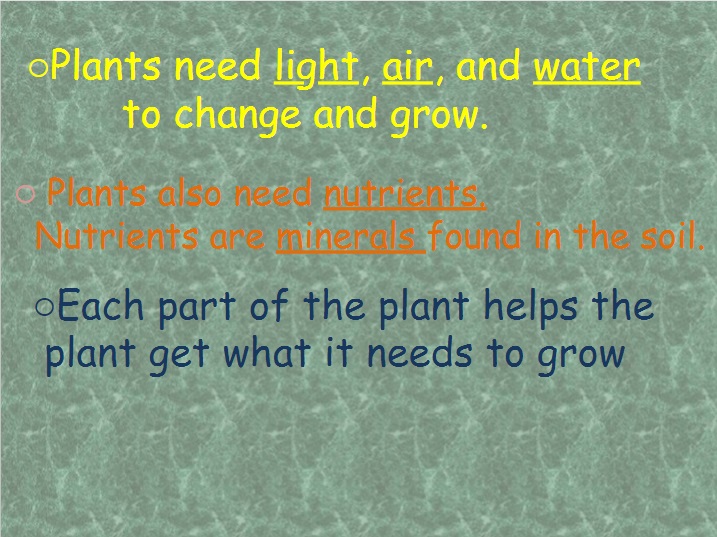 ○Plants need light, air, and water
to change and grow.
○ Plants also need nutrients.
Nutrients are minerals found in the soil.
○Each part of the plant helps the
plant get what it needs to grow